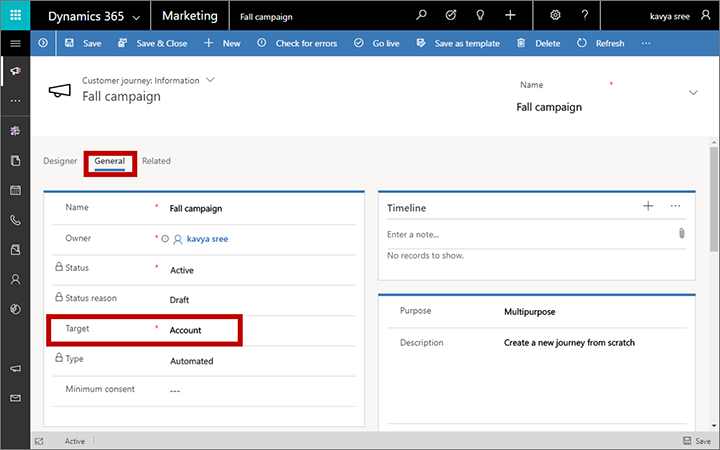 Dynamics 365 Marketing Fall campaign kavya sree
Save Save & Close New Check for errors Go live Save as template Delete Refresh ...
Customer journey: Information
Fall campaign
Name *
Fall campaign
Designer General Related
Name * Fall campaign
Owner * kavya sree
Status * Active
Status reason Draft
Target * Account
Type Automated
Minimum consent ---
Timeline
Enter a note...
No records to show.
Purpose Multipurpose
Description Create a new journey from scratch
Active Save